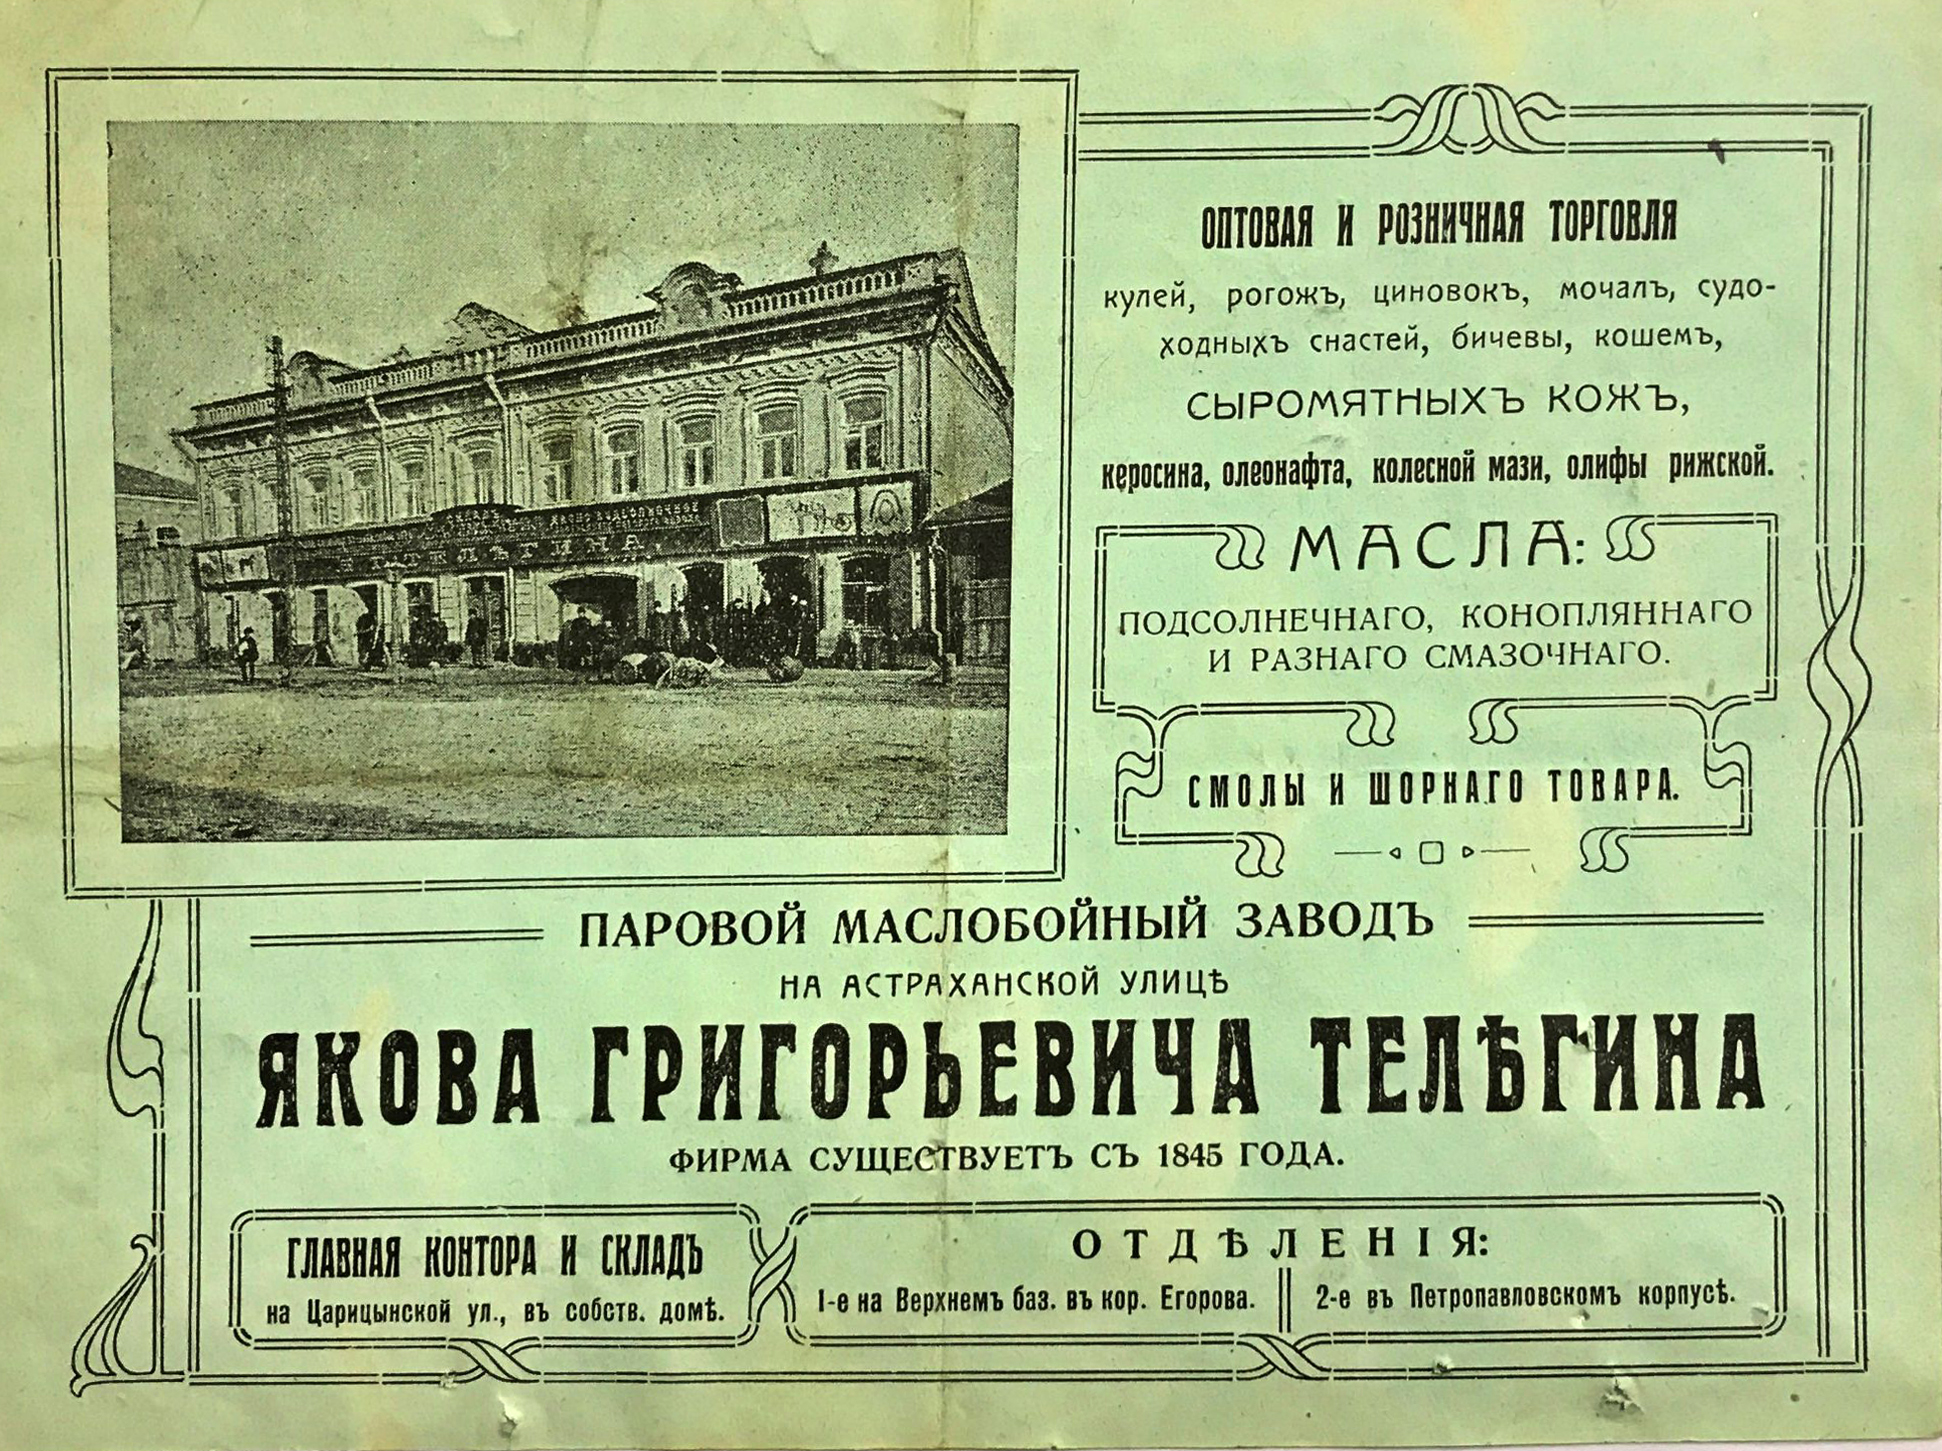 ОПТОВАЯ И РОЗНИЧНАЯ ТОРГОВЛЯ
кулей, рогожъ, циновокъ, мочалъ, судо-
ходныхъ снастей, бичевы, кошемъ,
СЫРОМЯТНЫХЪ КОЖЪ,
керосина, олеонафта, колесной мази, олифы рижской.
МАСЛА:
ПОДСОЛНЕЧНАГО, КОНОПЛЯННАГО
И РАЗНАГО СМАЗОЧНАГО.
СМОЛЫ И ШОРНАГО ТОВАРА.
ПАРОВОЙ МАСЛОБОЙНЫЙ ЗАВОДЪ
НА АСТРАХАНСКОЙ УЛИЦѢ
ЯКОВА ГРИГОРЬЕВИЧА ТЕЛѢГИНА
ФИРМА СУЩЕСТВУЕТЪ СЪ 1845 ГОДА.
ГЛАВНАЯ КОНТОРА И СКЛАДЪ
на Царицынской ул., въ собств. домѣ.
ОТДѢЛЕНІЯ:
1-е на Верхнемъ баз. въ кор. Егорова.
2-е въ Петропавловскомъ корпусѣ.